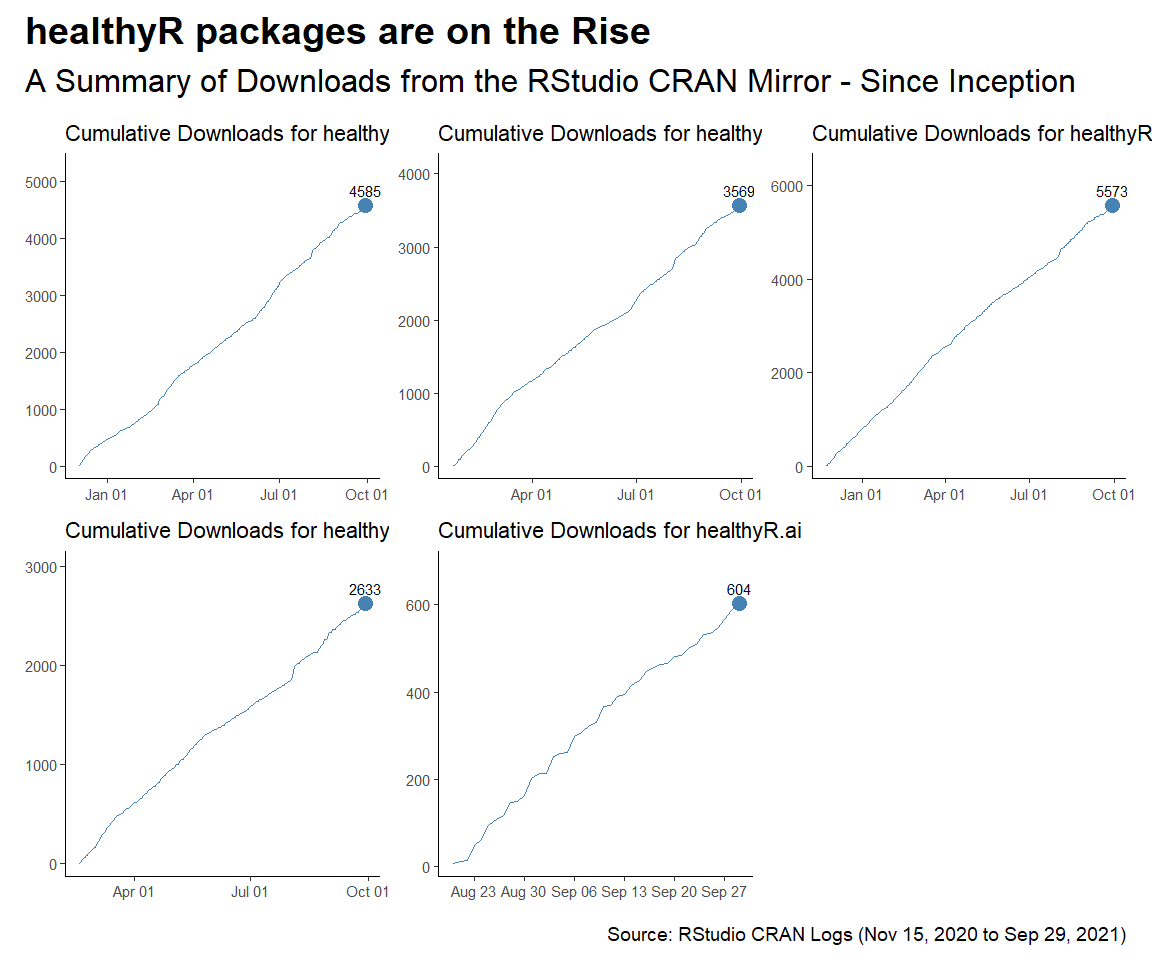 healthyR packages are on the Rise
A Summary of Downloads from the RStudio CRAN Mirror - Since Inception
Cumulative Downloads for healthy
5000
4000
3000
2000
1000
0
4585
Jan 01 Apr 01 Jul 01 Oct 01
Cumulative Downloads for healthy
4000
3000
2000
1000
0
3569
Apr 01 Jul 01 Oct 01
Cumulative Downloads for healthyR
6000
4000
2000
0
5573
Jan 01 Apr 01 Jul 01 Oct 01
Cumulative Downloads for healthy
3000
2000
1000
0
2633
Apr 01 Jul 01 Oct 01
Cumulative Downloads for healthyR.ai
600
400
200
0
604
Aug 23 Aug 30 Sep 06 Sep 13 Sep 20 Sep 27
Source: RStudio CRAN Logs (Nov 15, 2020 to Sep 29, 2021)